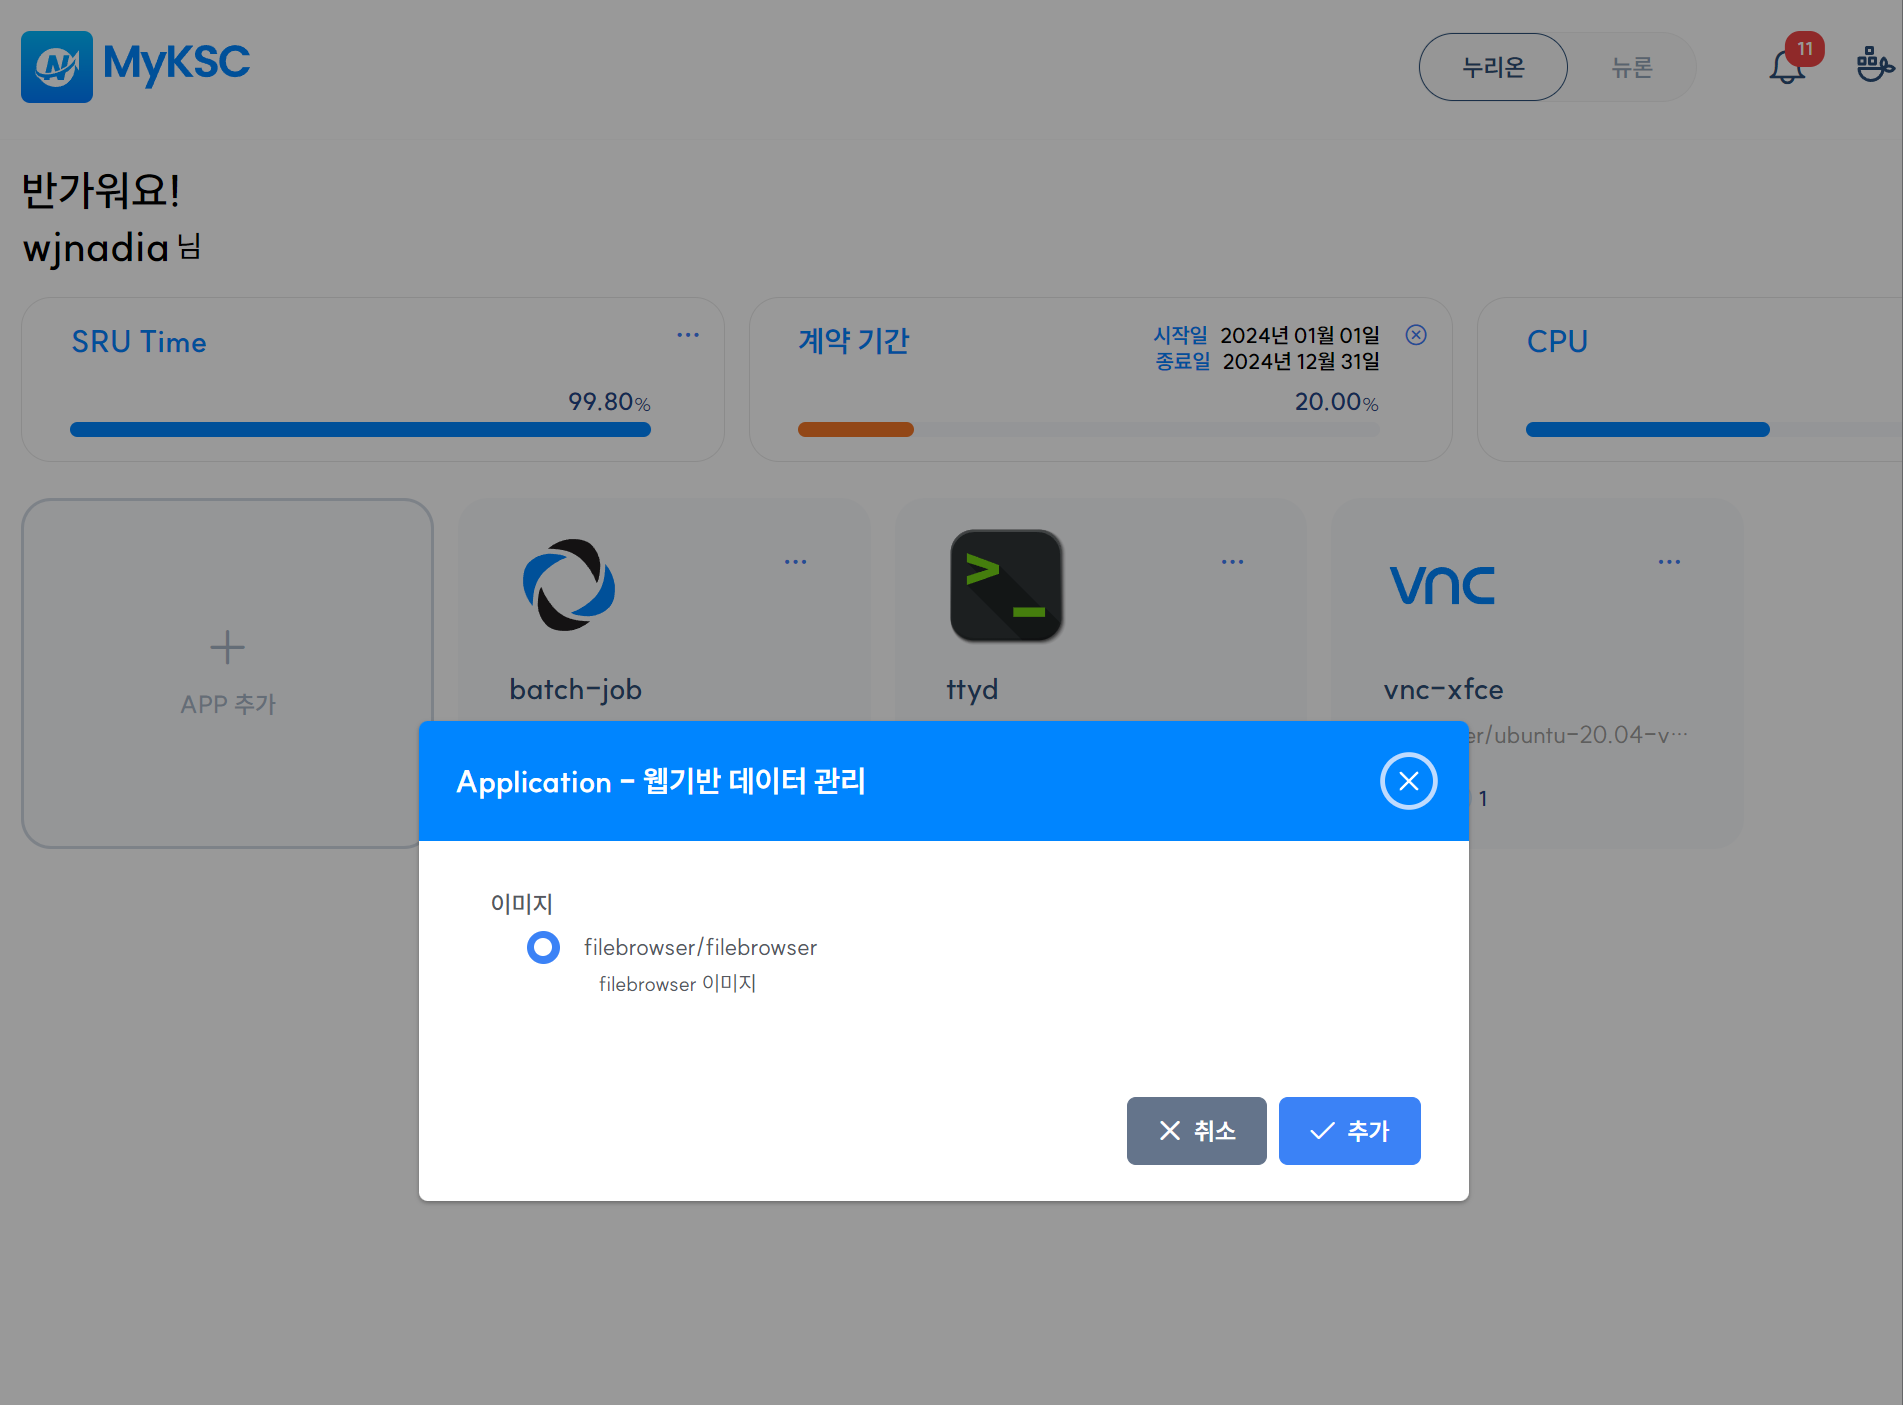 MyKSC
누리온
뉴론
11
반가워요!
wjnadia 님
SRU Time
99.80%
계약 기간
시작일 2024년 01월 01일
종료일 2024년 12월 31일
20.00%
CPU
APP 추가
batch-job
ttyd
vnc
vnc-xfce
er/ubuntu-20.04-v...
1
Application - 웹기반 데이터 관리
이미지
filebrowser/filebrowser
filebrowser 이미지
취소
추가